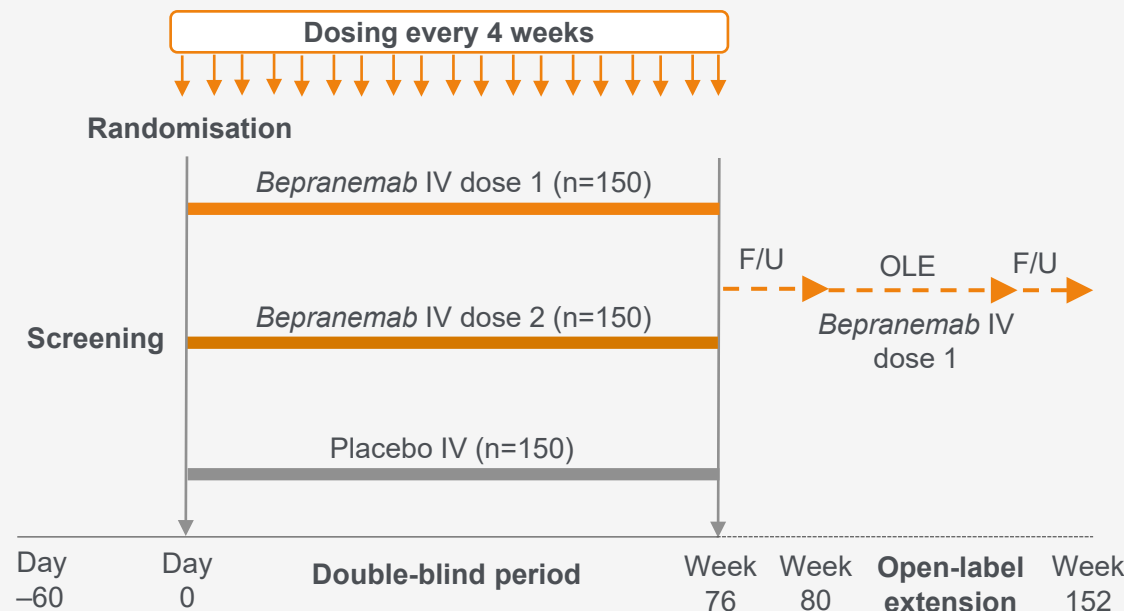 Dosing every 4 weeks
Randomisation
Bepranemab IV dose 1 (n=150)
F/U
OLE
F/U
Bepranemab IV
dose 1
Screening
Bepranemab IV dose 2 (n=150)
Placebo IV (n=150)
Day
–60
Day
0
Double-blind period
Week
76
Week
80
Open-label
extension
Week
152